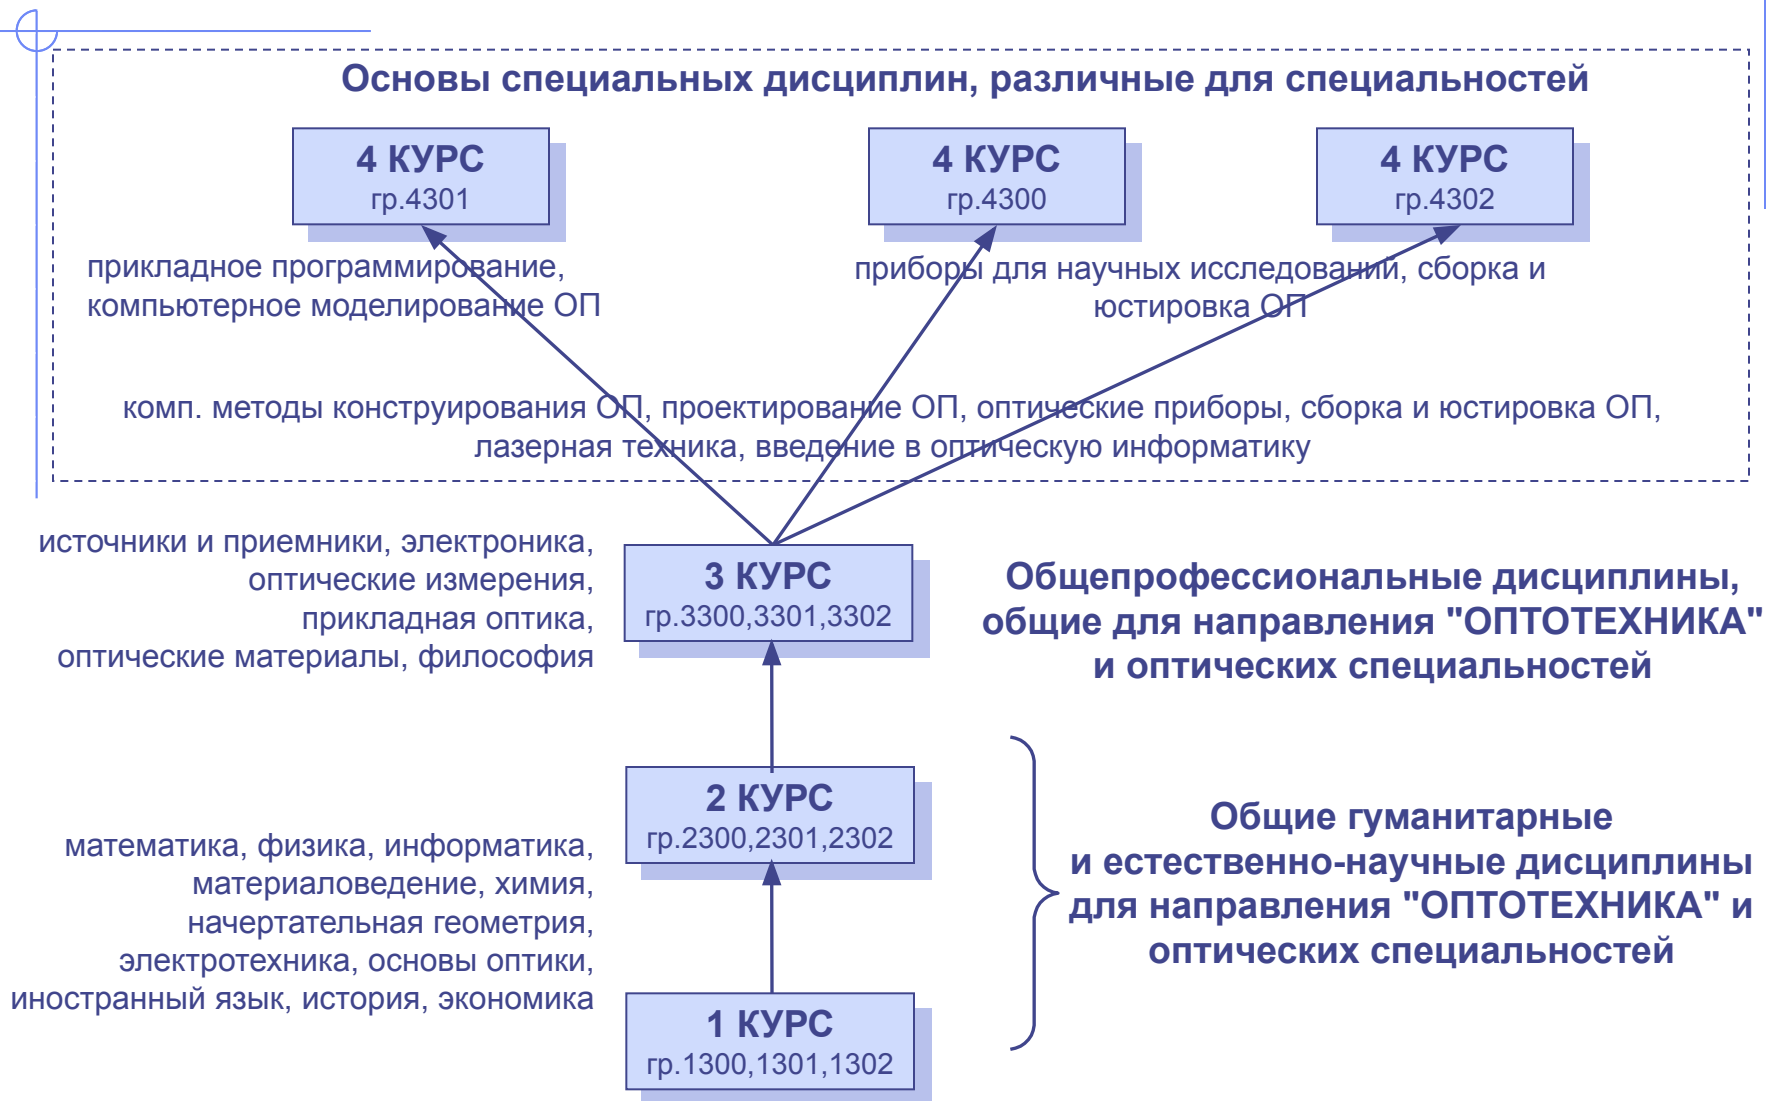 Основы специальных дисциплин, различные для специальностей
4 КУРС
гр.4301
4 КУРС
гр.4300
4 КУРС
гр.4302
прикладное программирование,
компьютерное моделирование ОП
приборы для научных исследований, сборка и
юстировка ОП
комп. методы конструирования ОП, проектирование ОП, оптические приборы, сборка и юстировка ОП,
лазерная техника, введение в оптическую информатику
источники и приемники, электроника,
оптические измерения,
прикладная оптика,
оптические материалы, философия
3 КУРС
гр.3300,3301,3302
Общепрофессиональные дисциплины,
общие для направления "ОПТОТЕХНИКА"
и оптических специальностей
2 КУРС
гр.2300,2301,2302
математика, физика, информатика,
материаловедение, химия,
начертательная геометрия,
электротехника, основы оптики,
иностранный язык, история, экономика
Общие гуманитарные
и естественно-научные дисциплины
для направления "ОПТОТЕХНИКА" и
оптических специальностей
1 КУРС
гр.1300,1301,1302